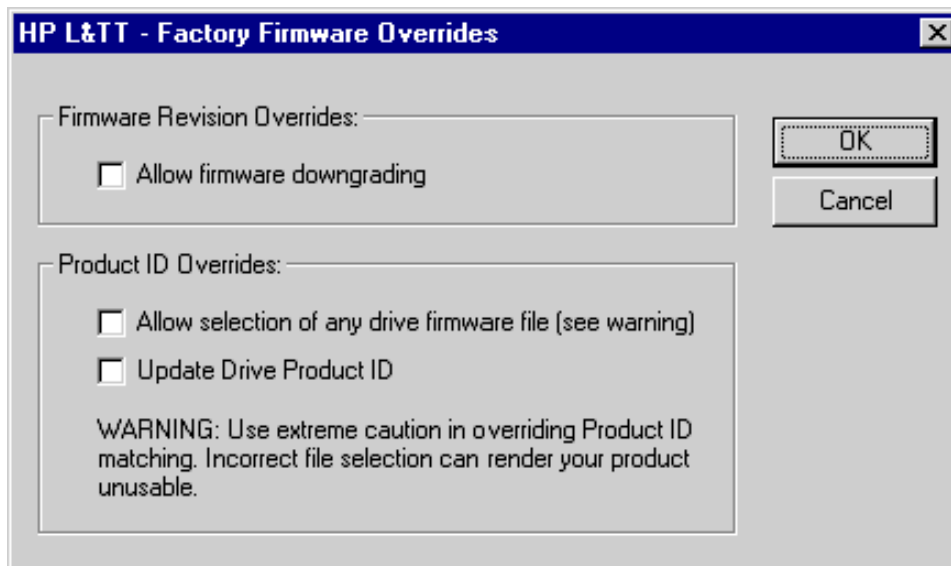 HP L&TT - Factory Firmware Overrides
Firmware Revision Overrides:
Allow firmware downgrading
OK
Cancel
Product ID Overrides:
Allow selection of any drive firmware file (see warning)
Update Drive Product ID
WARNING: Use extreme caution in overriding Product ID
matching. Incorrect file selection can render your product
unusable.